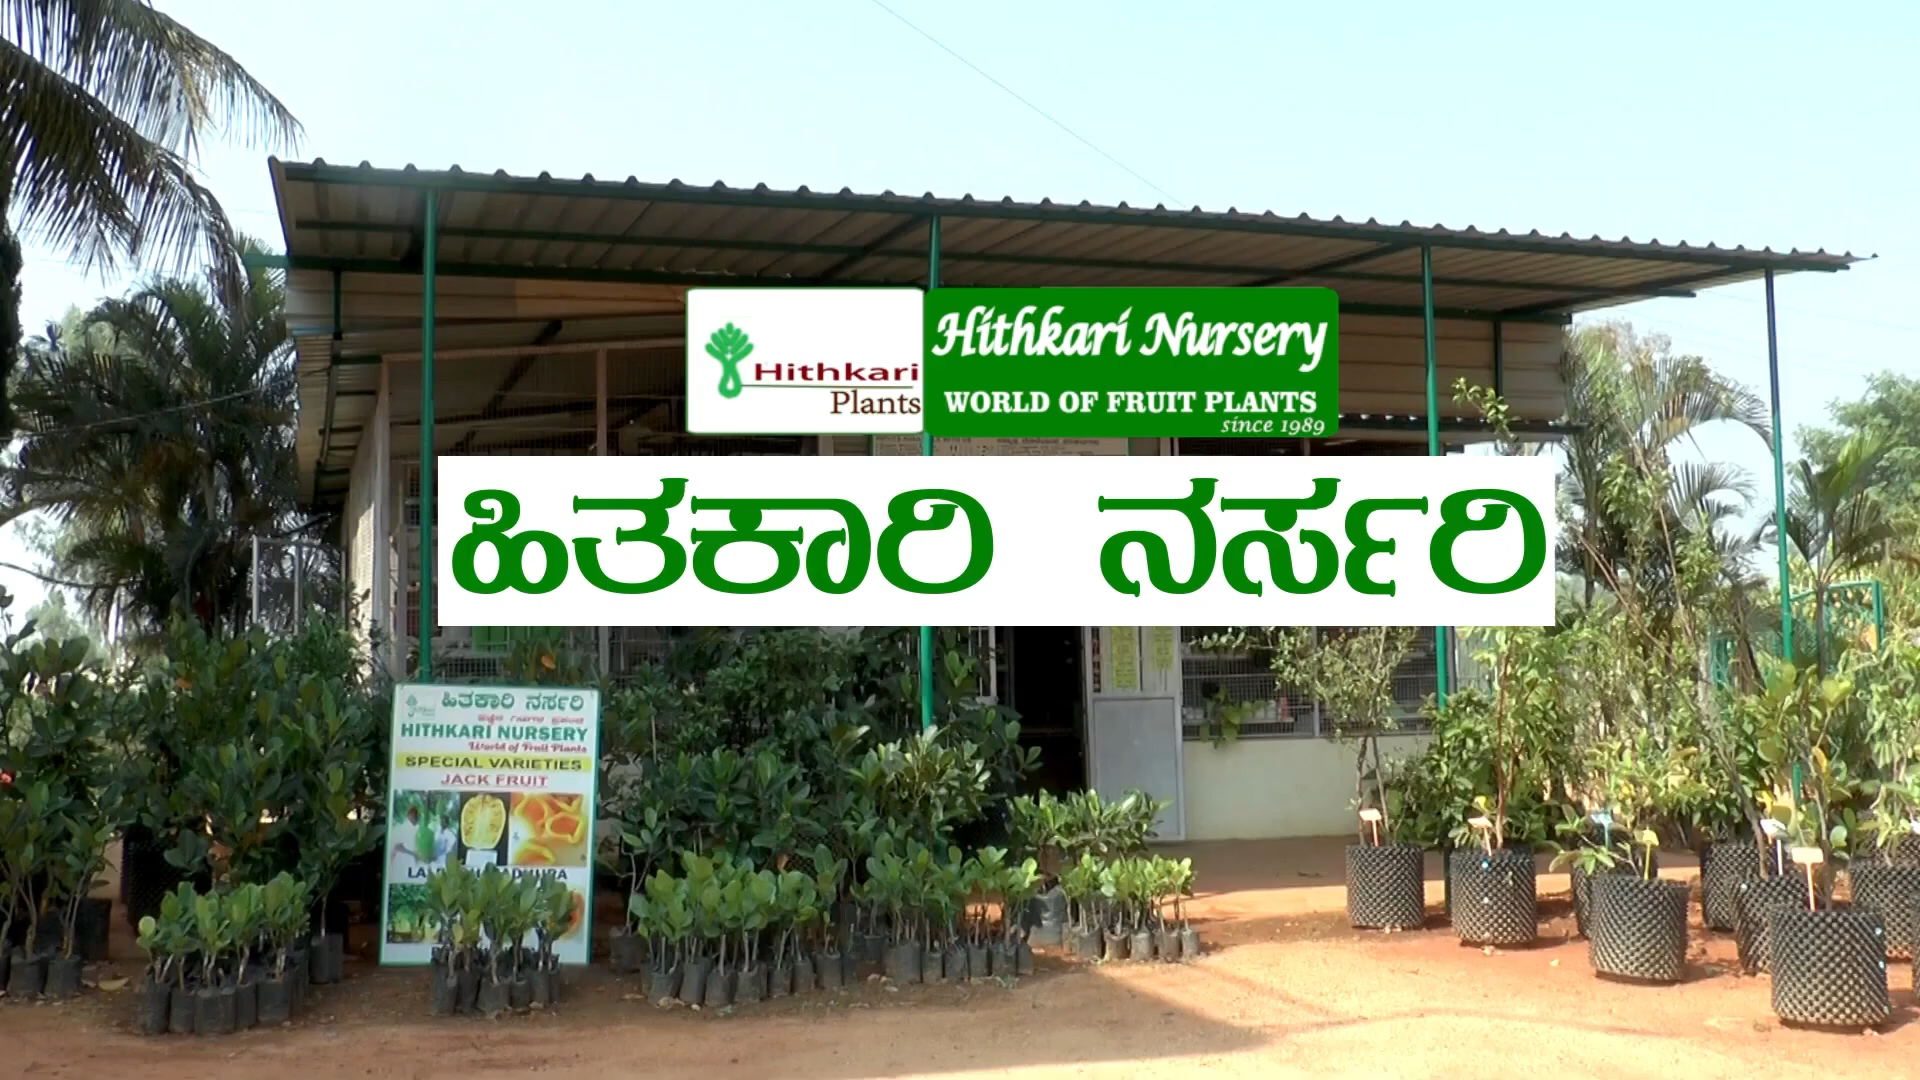 Hithkari
Plants
Hithkari Nursery
WORLD OF FRUIT PLANTS
since 1989
ಹಿತಕಾರಿ ನರ್ಸರಿ
ಹಿತಕಾರಿ ನರ್ಸರಿ
HITHKARI NURSERY
World of Fruit Plants
SPECIAL VARIETIES
JACK FRUIT